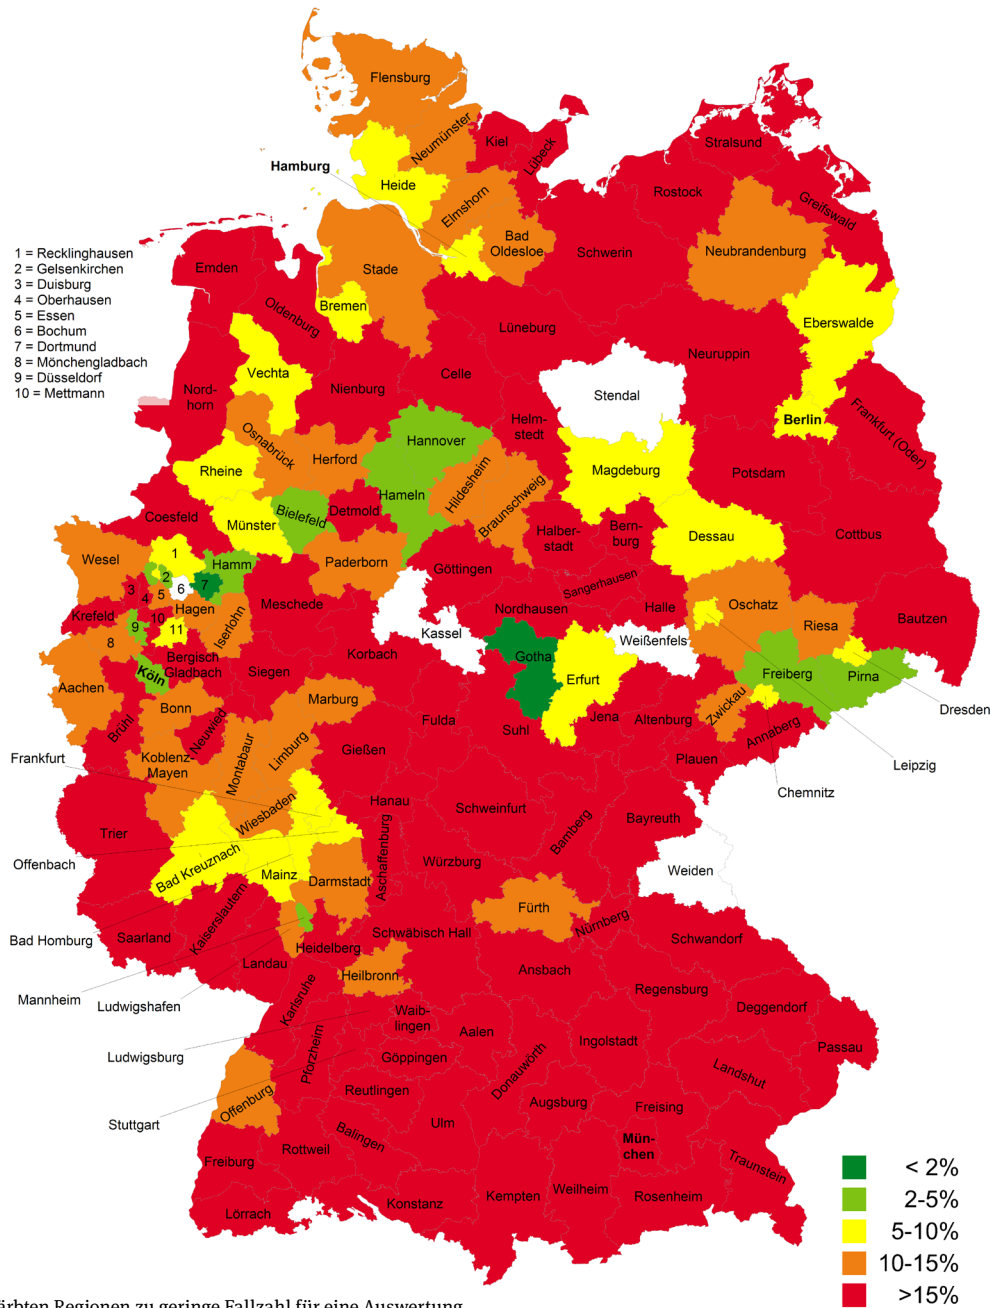 Flensburg
Neumünster
Kiel
Lübeck
Stralsund
Hamburg
Heide
Elmshorn
Rostock
Greifswald
Bad
Oldesloe
Schwerin
Neubrandenburg
1 = Recklinghausen
2 = Gelsenkirchen
3 = Duisburg
4 = Oberhausen
5 = Essen
6 = Bochum
7 = Dortmund
8 = Mönchengladbach
9 = Düsseldorf
10 = Mettmann
Emden
Stade
Oldenburg
Bremen
Lüneburg
Eberswalde
Neuruppin
Vechta
Nienburg
Celle
Nord-
horn
Stendal
Helm-
stedt
Berlin
Frankfurt (Oder)
Osnabrück
Herford
Hannover
Rheine
Hildesheim
Magdeburg
Potsdam
Hameln
Braunschweig
Coesfeld
Münster
Bielefeld
Detmold
Halber-
stadt
Bern-
burg
Dessau
Cottbus
Wesel
1
2
Hamm
Paderborn
Göttingen
Sangerhausen
3
4
5
6
7
Krefeld
Hagen
Iserlohn
Meschede
Nordhausen
Halle
Oschatz
Riesa
Bautzen
8
9
10
11
Kassel
Weißenfels
Bergisch
Gladbach
Köln
Siegen
Korbach
Gotha
Erfurt
Freiberg
Pirna
Aachen
Bonn
Marburg
Brühl
Neuwied
Fulda
Suhl
Jena
Altenburg
Zwickau
Annaberg
Dresden
Frankfurt
Koblenz-
Mayen
Montabaur
Limburg
Gießen
Plauen
Leipzig
Chemnitz
Hanau
Schweinfurt
Trier
Wiesbaden
Aschaffenburg
Bamberg
Bayreuth
Offenbach
Bad Kreuznach
Mainz
Darmstadt
Würzburg
Weiden
Fürth
Nürnberg
Bad Homburg
Saarland
Kaiserslautern
Heidelberg
Schwäbisch Hall
Schwandorf
Landau
Heilbronn
Ansbach
Mannheim
Ludwigshafen
Karlsruhe
Regensburg
Deggendorf
Waib-
lingen
Aalen
Ingolstadt
Passau
Ludwigsburg
Pforzheim
Göppingen
Donauwörth
Landshut
Reutlingen
Offenburg
Augsburg
Freising
Stuttgart
Ulm
Balingen
Rottweil
Mün-
chen
Freiburg
Traunstein
Lörrach
Konstanz
Kempten
Weilheim
Rosenheim
< 2%
2-5%
5-10%
10-15%
>15%
ärbten Regionen zu geringe Fallzahl für eine Auswertung